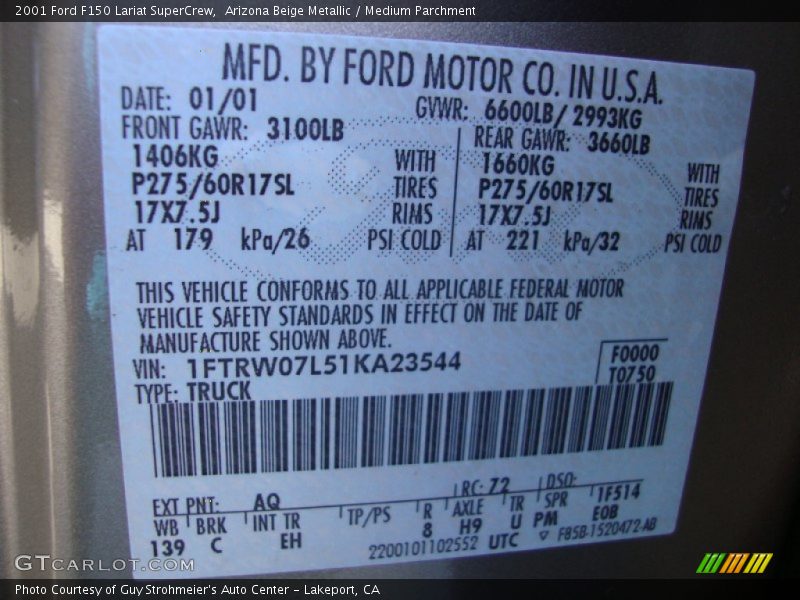 2001 Ford F150 Lariat SuperCrew, Arizona Beige Metallic / Medium Parchment
MFD. BY FORD MOTOR CO. IN U.S.A.
DATE: 01/01 GVWR: 6600LB/ 2993KG
FRONT GAWR: 3100LB REAR GAWR: 3660LB
1406KG WITH 1660KG WITH
P275/60R17SL TIRES P275/60R17SL TIRES
17X7.5J RIMS 17X7.5J RIMS
AT 179 kPa/26 PSI COLD AT 221 kPa/32 PSI COLD
THIS VEHICLE CONFORMS TO ALL APPLICABLE FEDERAL MOTOR
VEHICLE SAFETY STANDARDS IN EFFECT ON THE DATE OF
MANUFACTURE SHOWN ABOVE.
VIN: 1FTRW07L51KA23544 F0000
TYPE: TRUCK T0750
EXT PNT: AQ RC: 72 DSO:
WB BRK INT TR TP/PS R AXLE TR SPR 1F514
139 C EH 8 H9 U PM E0B
2200101102552 UTC ▽ F85B-1520472-AB
GTCARLOT.COM
Photo Courtesy of Guy Strohmeier's Auto Center - Lakeport, CA